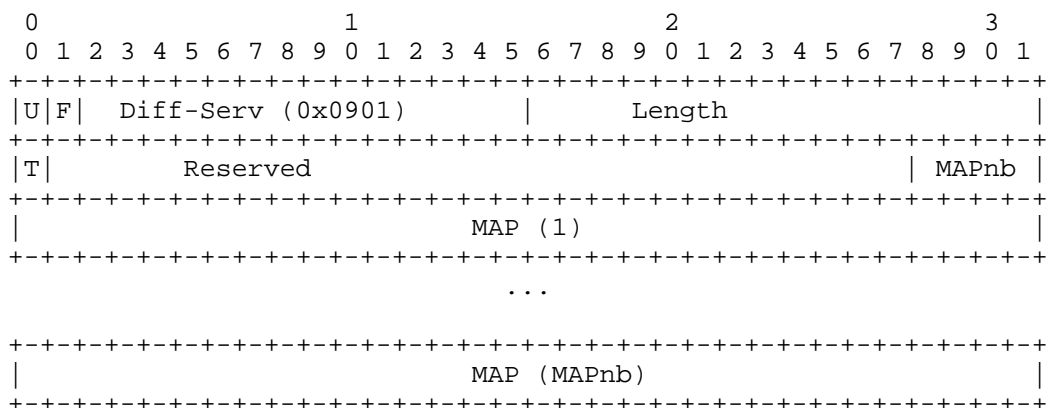 0                   1                   2                   3
 0 1 2 3 4 5 6 7 8 9 0 1 2 3 4 5 6 7 8 9 0 1 2 3 4 5 6 7 8 9 0 1
+-+-+-+-+-+-+-+-+-+-+-+-+-+-+-+-+-+-+-+-+-+-+-+-+-+-+-+-+-+-+-+-+
|U|F|  Diff-Serv (0x0901)       |      Length                   |
+-+-+-+-+-+-+-+-+-+-+-+-+-+-+-+-+-+-+-+-+-+-+-+-+-+-+-+-+-+-+-+-+
|T|        Reserved                                     | MAPnb |
+-+-+-+-+-+-+-+-+-+-+-+-+-+-+-+-+-+-+-+-+-+-+-+-+-+-+-+-+-+-+-+-+
|                            MAP (1)                            |
+-+-+-+-+-+-+-+-+-+-+-+-+-+-+-+-+-+-+-+-+-+-+-+-+-+-+-+-+-+-+-+-+
                               ...
+-+-+-+-+-+-+-+-+-+-+-+-+-+-+-+-+-+-+-+-+-+-+-+-+-+-+-+-+-+-+-+-+
|                            MAP (MAPnb)                        |
+-+-+-+-+-+-+-+-+-+-+-+-+-+-+-+-+-+-+-+-+-+-+-+-+-+-+-+-+-+-+-+-+